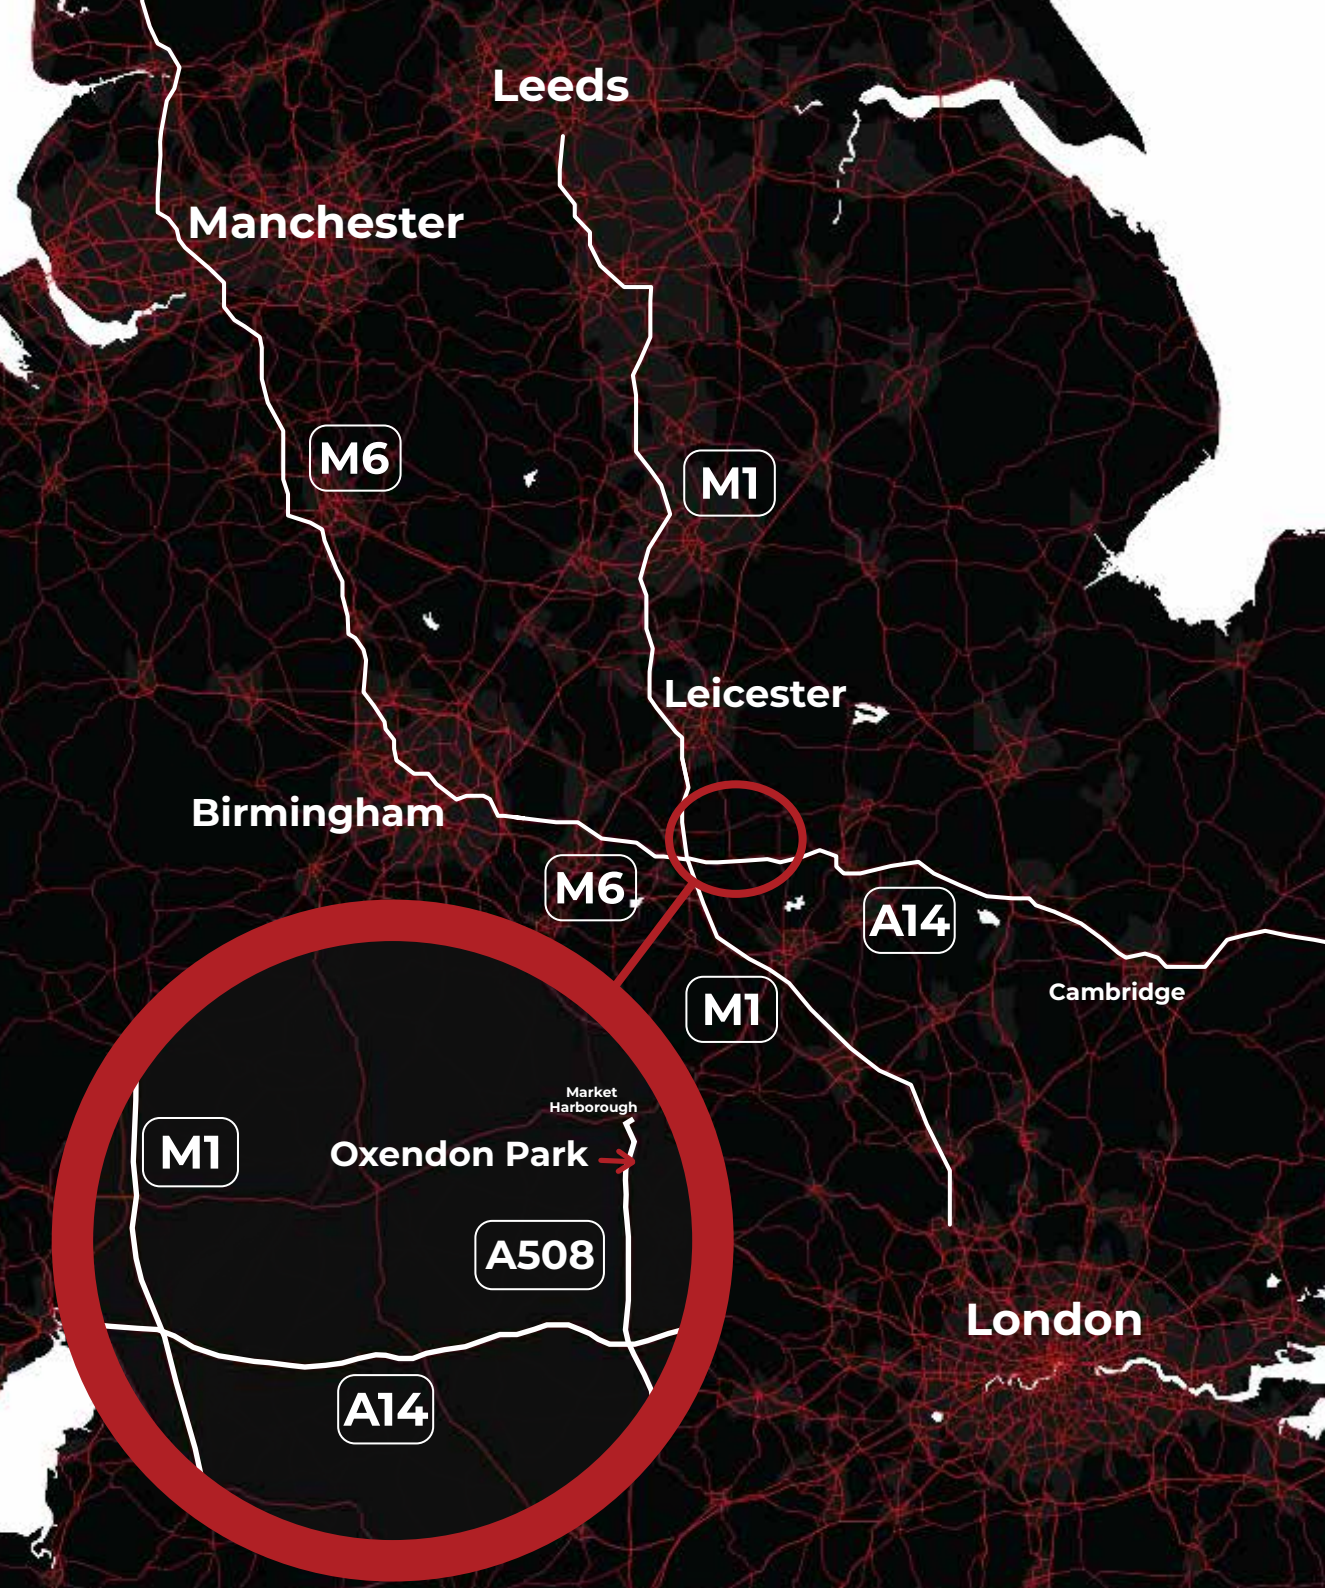 Leeds
Manchester
M6
M1
Leicester
Birmingham
M6
A14
Cambridge
M1
Market
Harborough
M1
Oxendon Park
A508
London
A14